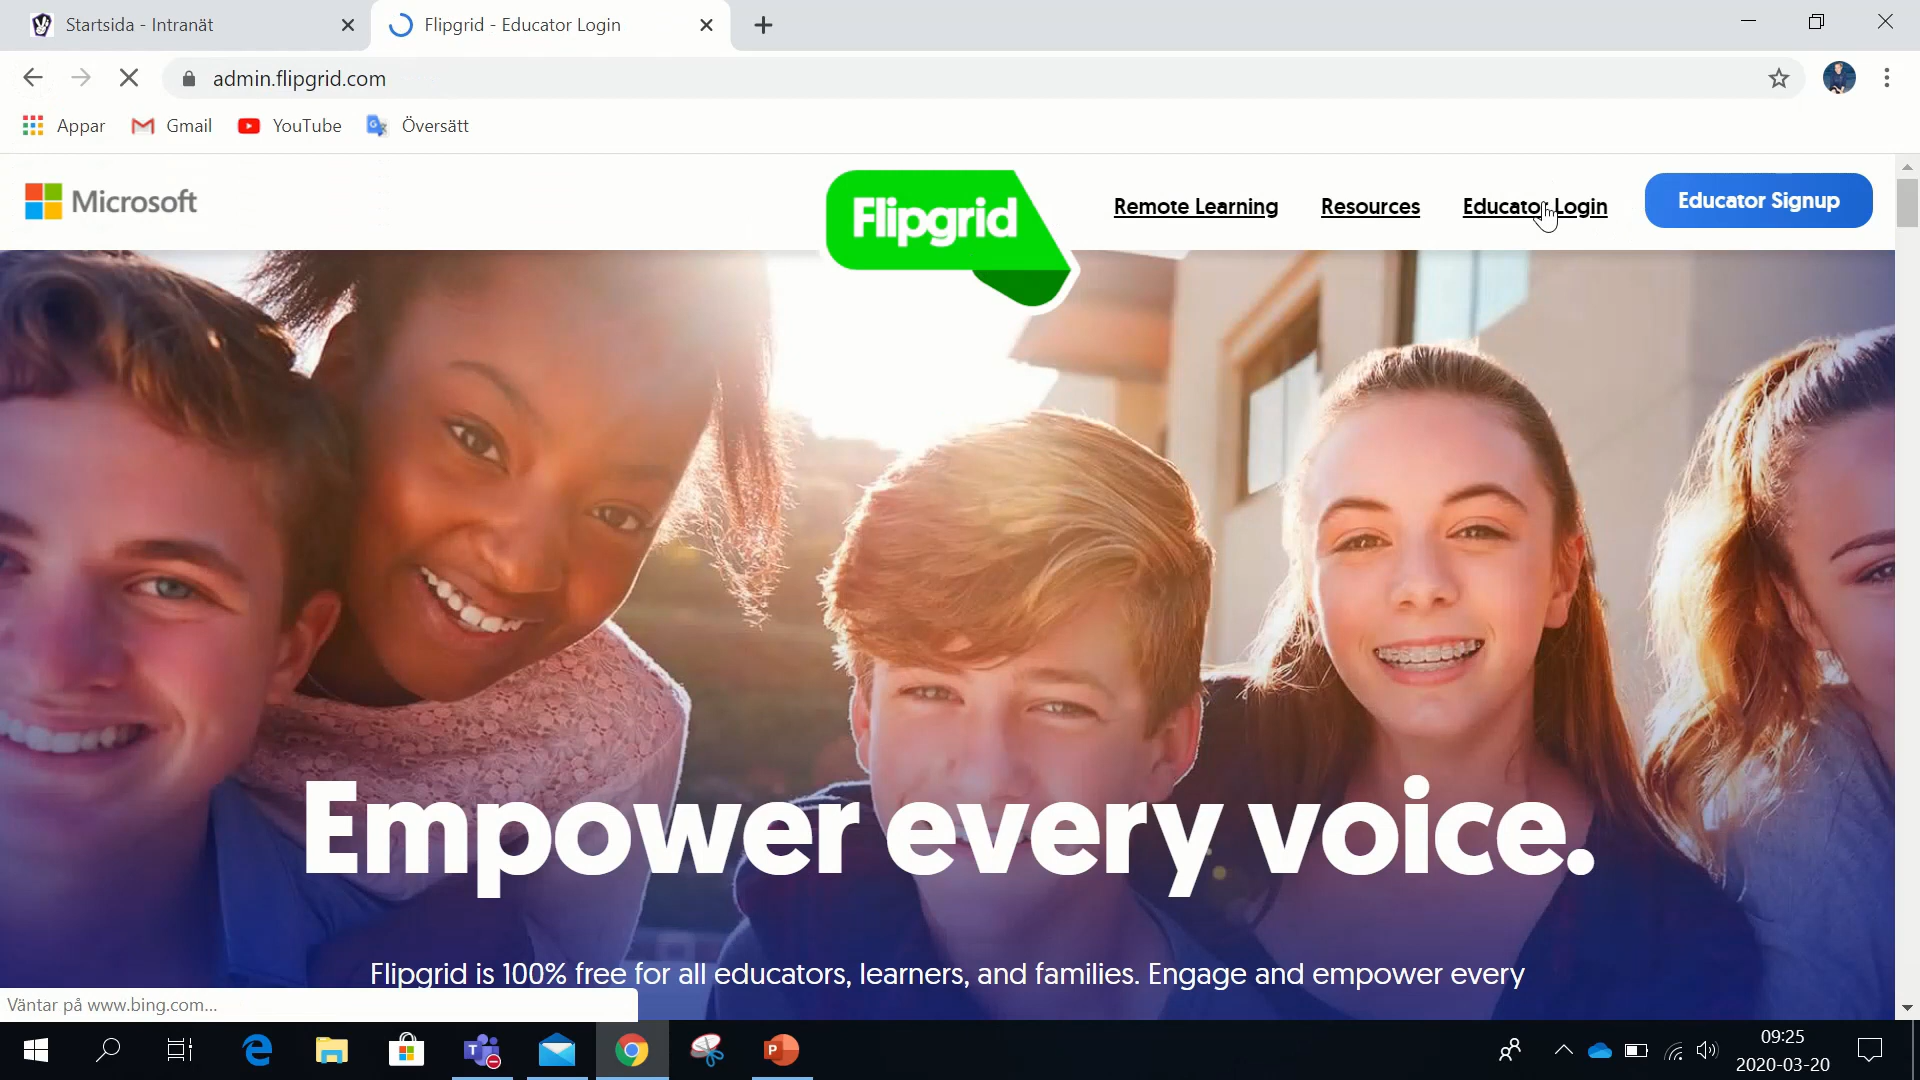 Startsida - Intranät
Flipgrid - Educator Login
admin.flipgrid.com
Appar
Gmail
YouTube
Översätt
Microsoft
Flipgrid
Remote Learning
Resources
Educator Login
Educator Signup
Empower every voice.
Flipgrid is 100% free for all educators, learners, and families. Engage and empower every
Väntar på www.bing.com...
09:25
2020-03-20